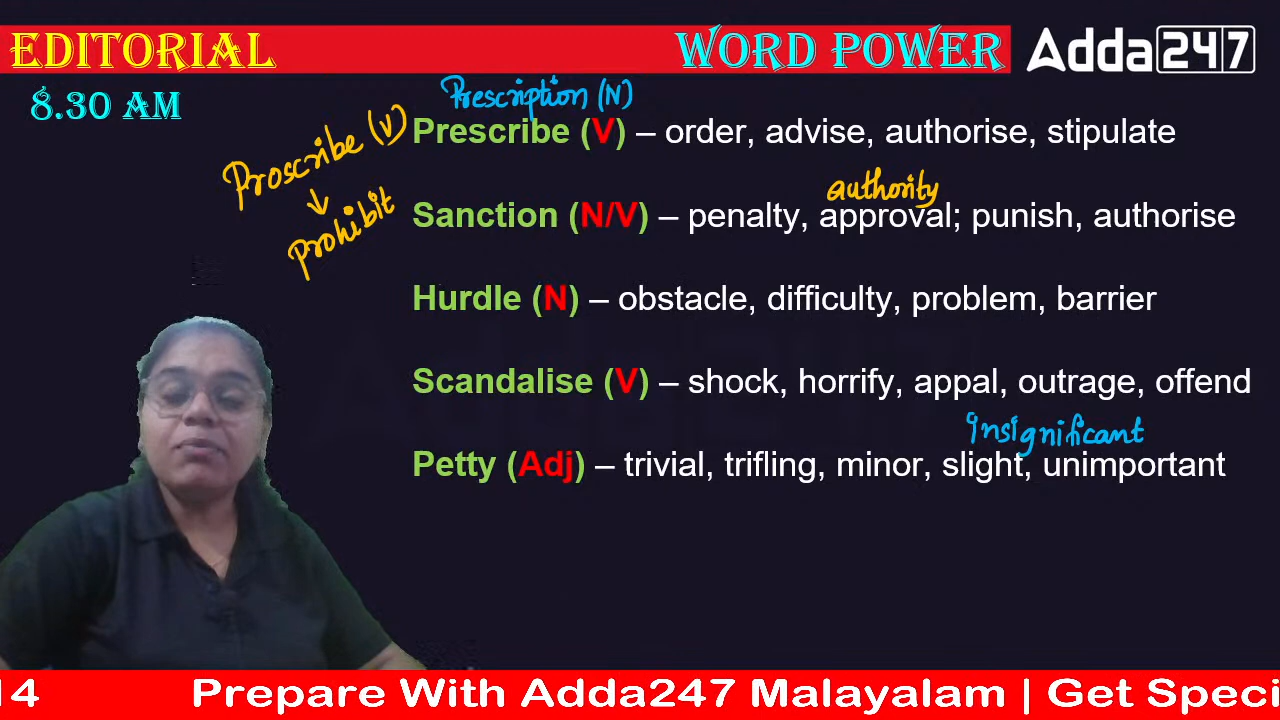 EDITORIAL
WORD POWER
Adda247
8.30 AM
Prescription (N)
Proscribe (V)
↓
Prohibit
Prescribe (V) – order, advise, authorise, stipulate
authority
Sanction (N/V) – penalty, approval; punish, authorise
Hurdle (N) – obstacle, difficulty, problem, barrier
Scandalise (V) – shock, horrify, appal, outrage, offend
insignificant
Petty (Adj) – trivial, trifling, minor, slight, unimportant
14 Prepare With Adda247 Malayalam | Get Speci